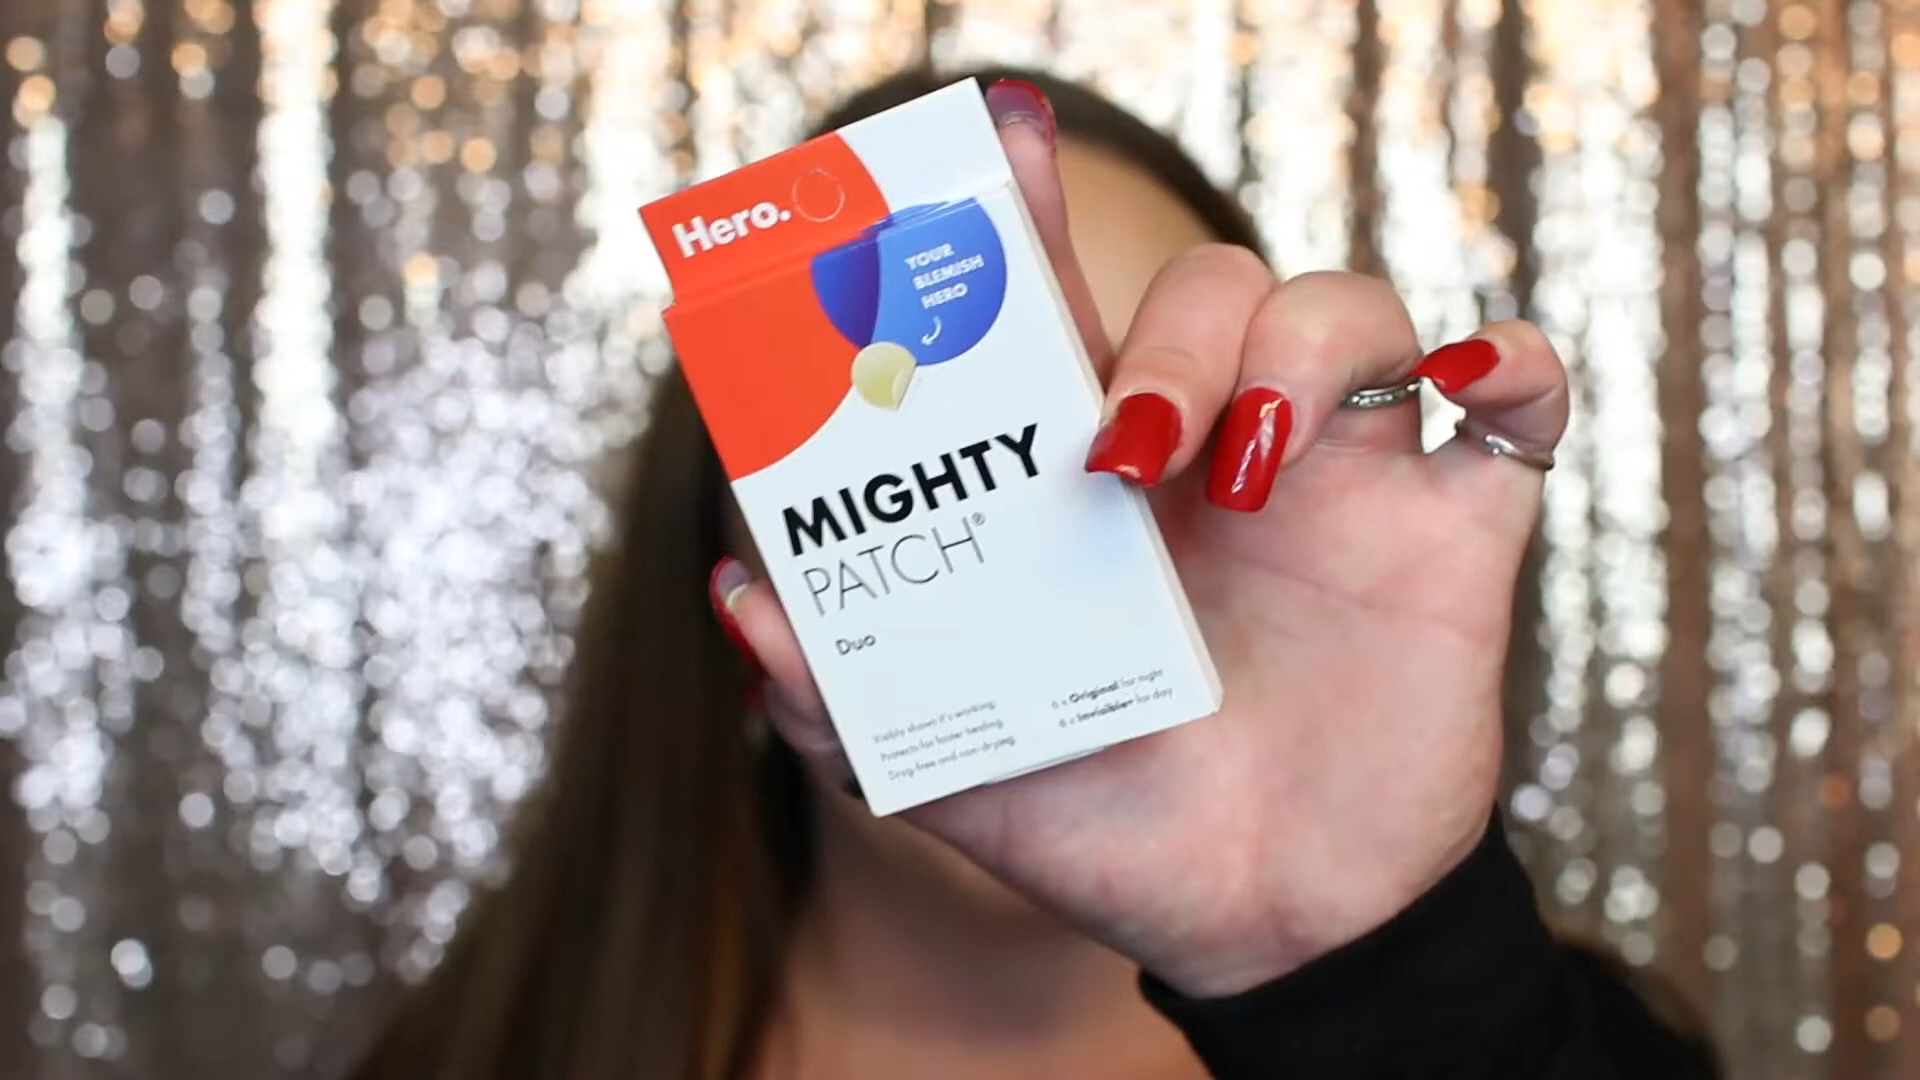 Hero.
YOUR
BLEMISH
HERO
MIGHTY
PATCH®
Duo
Visibly shows it's working.
Protects for faster healing.
Drug-free and non-drying.
6 x Original for night
6 x Invisible+ for day